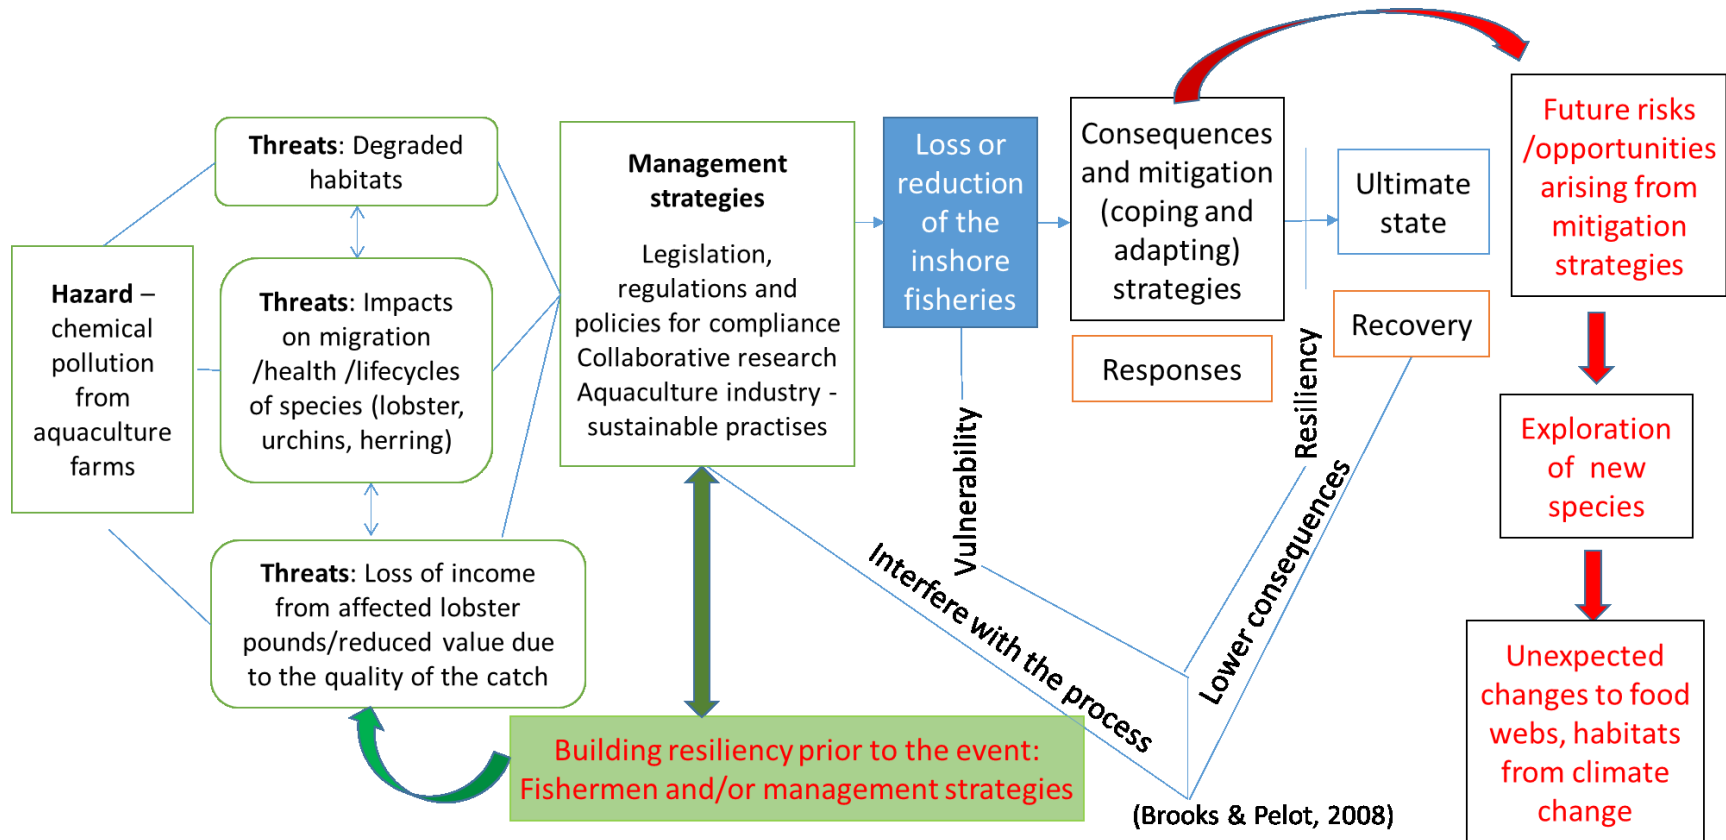 Hazard –
chemical
pollution
from
aquaculture
farms
Threats: Degraded
habitats
Threats: Impacts
on migration
/health /lifecycles
of species (lobster,
urchins, herring)
Threats: Loss of income
from affected lobster
pounds/reduced value due
to the quality of the catch
Management
strategies
Legislation,
regulations and
policies for compliance
Collaborative research
Aquaculture industry -
sustainable practises
Building resiliency prior to the event:
Fishermen and/or management strategies
Loss or
reduction
of the
inshore
fisheries
Consequences
and mitigation
(coping and
adapting)
strategies
Responses
Ultimate
state
Recovery
Vulnerability
Resiliency
Interfere with the process
Lower consequences
(Brooks & Pelot, 2008)
Future risks
/opportunities
arising from
mitigation
strategies
Exploration
of new
species
Unexpected
changes to food
webs, habitats
from climate
change